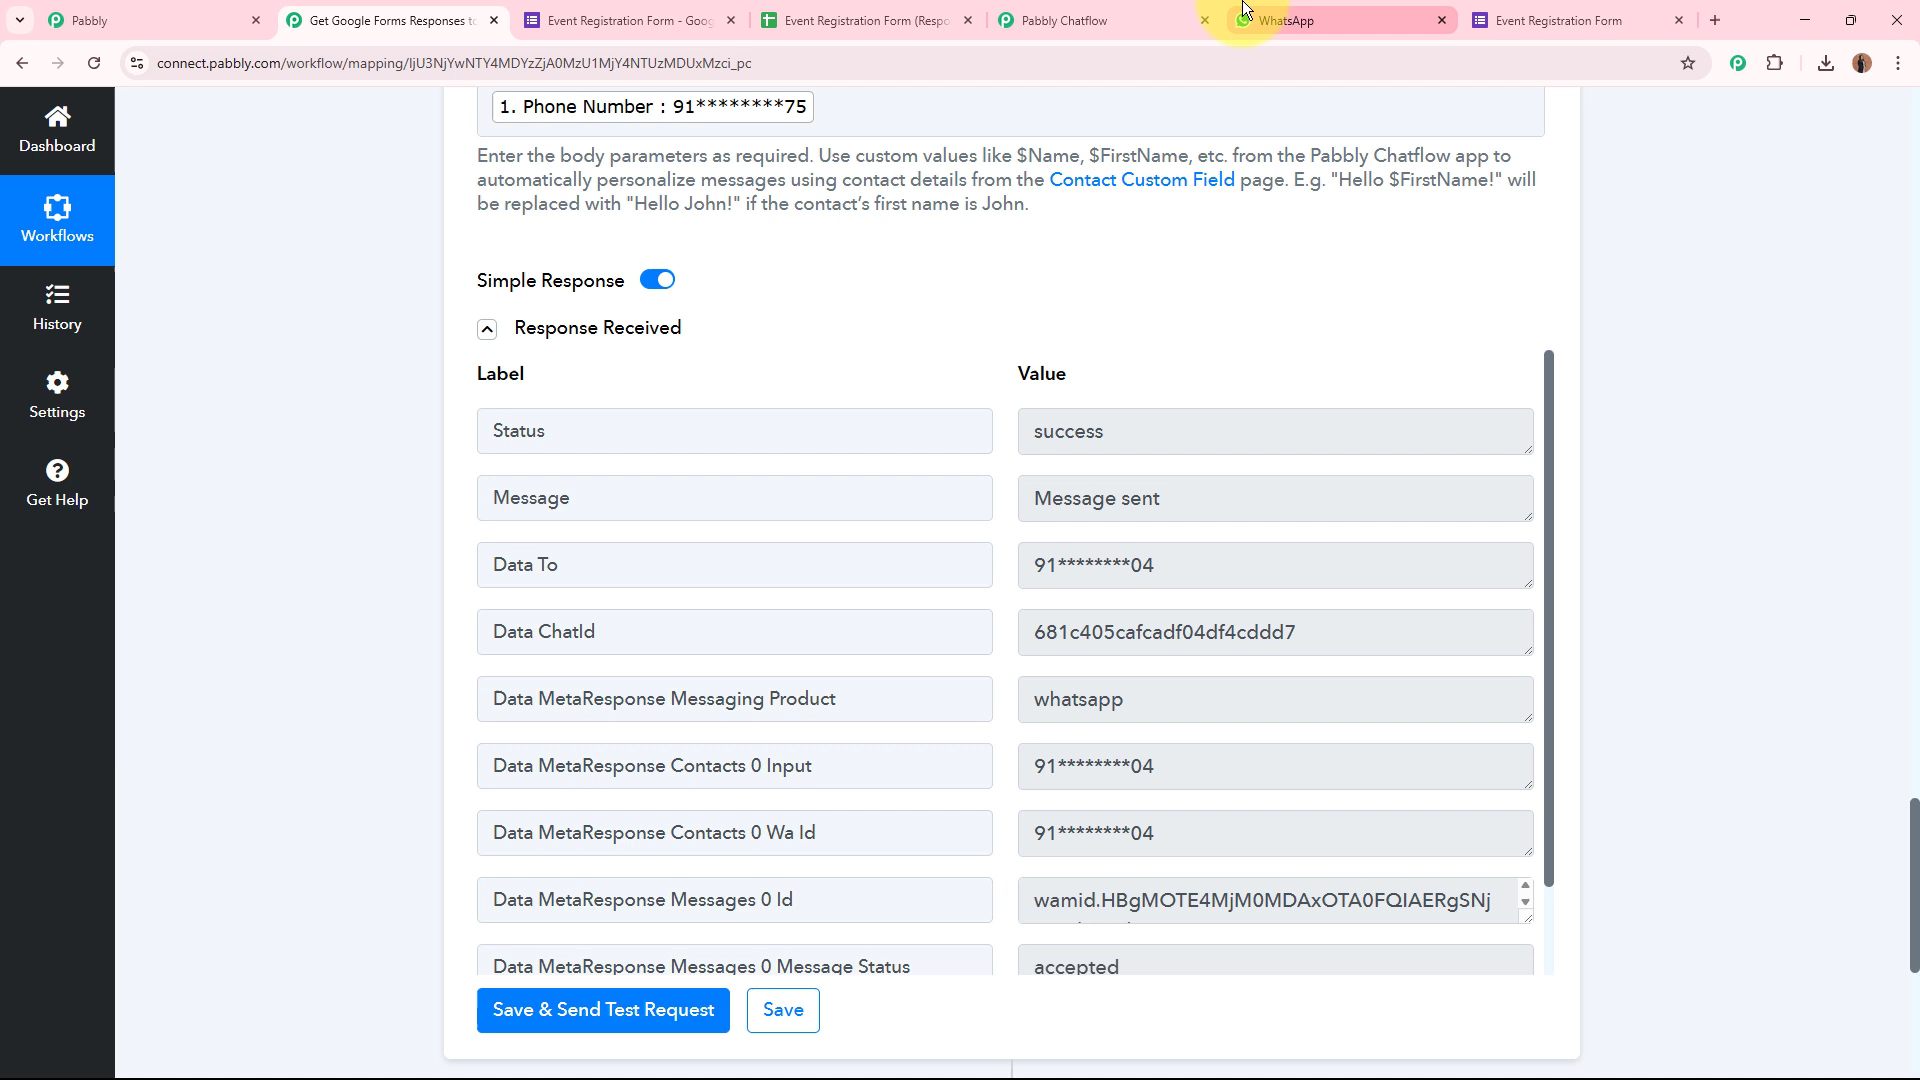 Pabbly
Get Google Forms Responses to
Event Registration Form - Goog
Event Registration Form (Respo
Pabbly Chatflow
WhatsApp
Event Registration Form
connect.pabbly.com/workflow/mapping/IjU3NjYwNTY4MDYzZjA0MzU1MjY4NTUzMDUxMzci_pc
Dashboard
Workflows
History
Settings
Get Help
1. Phone Number : 91********75
Enter the body parameters as required. Use custom values like $Name, $FirstName, etc. from the Pabbly Chatflow app to
automatically personalize messages using contact details from the Contact Custom Field page. E.g. "Hello $FirstName!" will
be replaced with "Hello John!" if the contact's first name is John.
Simple Response
Response Received
Label Value
Status success
Message Message sent
Data To 91********04
Data ChatId 681c405cafcadf04df4cddd7
Data MetaResponse Messaging Product whatsapp
Data MetaResponse Contacts 0 Input 91********04
Data MetaResponse Contacts 0 Wa Id 91********04
Data MetaResponse Messages 0 Id wamid.HBgMOTE4MjM0MDAxOTA0FQIAERgSNj
Data MetaResponse Messages 0 Message Status accepted
Save & Send Test Request Save